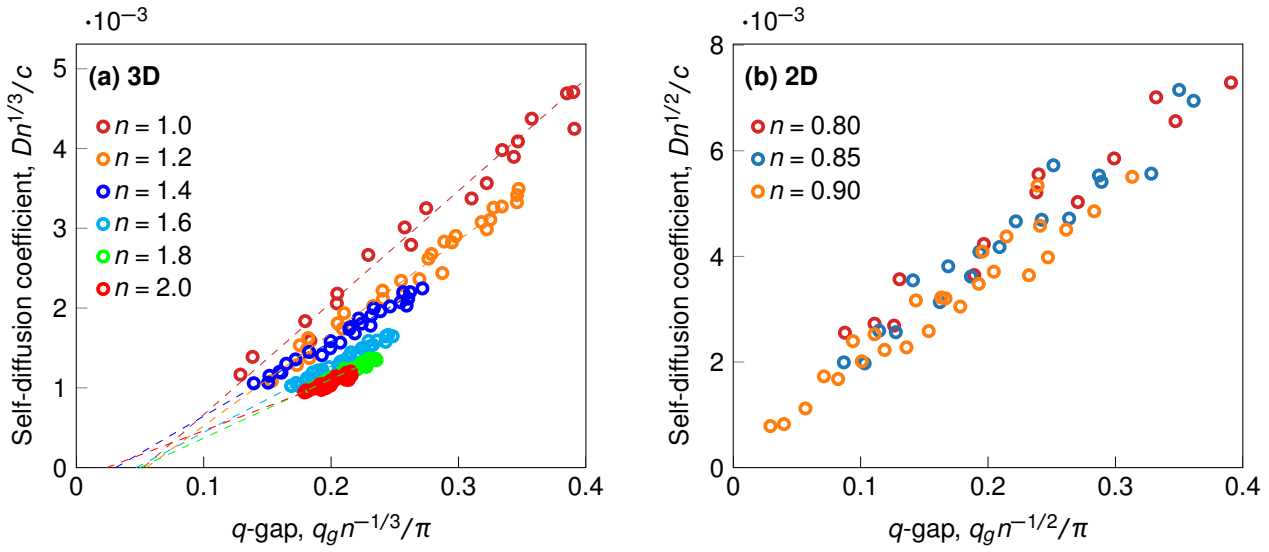 ·10⁻³
Self-diffusion coefficient, Dn^{1/3}/c
5
4
3
2
1
0
(a) 3D
n = 1.0
n = 1.2
n = 1.4
n = 1.6
n = 1.8
n = 2.0
0 0.1 0.2 0.3 0.4
q-gap, q_g n^{−1/3}/π
·10⁻³
Self-diffusion coefficient, Dn^{1/2}/c
8
6
4
2
0
(b) 2D
n = 0.80
n = 0.85
n = 0.90
0 0.1 0.2 0.3 0.4
q-gap, q_g n^{−1/2}/π